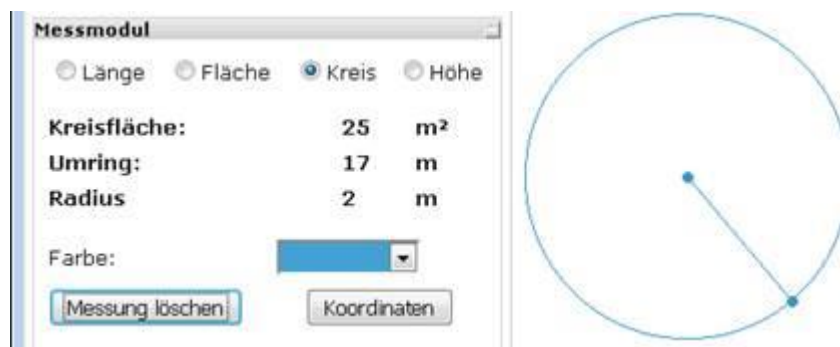 Messmodul
Länge Fläche Kreis Höhe
Kreisfläche: 25 m²
Umring: 17 m
Radius 2 m
Farbe:
Messung löschen Koordinaten